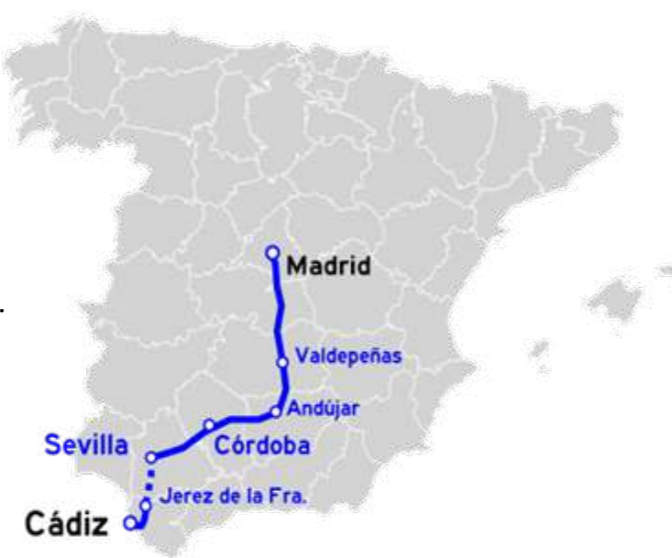 Madrid
Valdepeñas
Andújar
Sevilla
Córdoba
Jerez de la Fra.
Cádiz
.